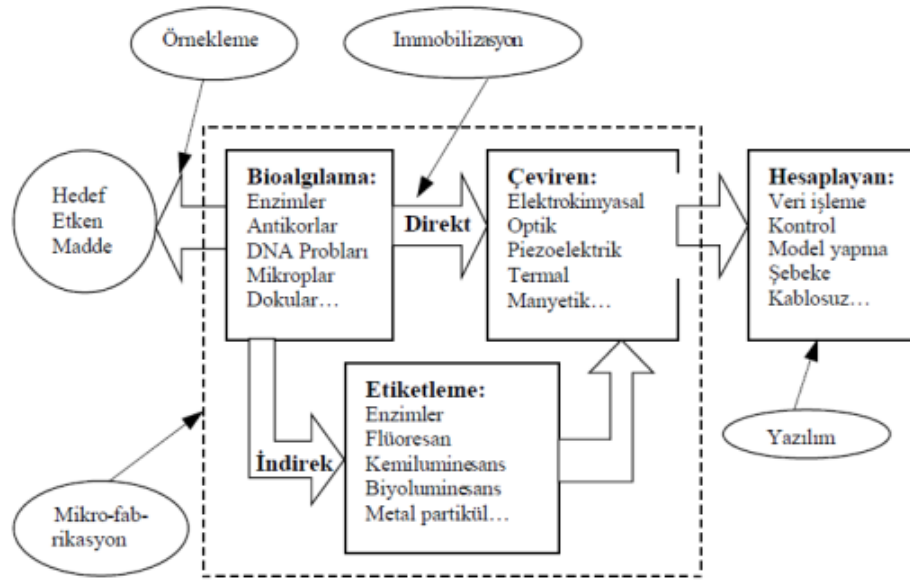 Örnekleme
Immobilizasyon
Hedef
Etken
Madde
Bioalgılama:
Enzimler
Antikorlar
DNA Probları
Mikroplar
Dokular…
Direkt
Çeviren:
Elektrokimyasal
Optik
Piezoelektrik
Termal
Manyetik…
Hesaplayan:
Veri işleme
Kontrol
Model yapma
Şebeke
Kablosuz…
İndirek
Etiketleme:
Enzimler
Flüoresan
Kemiluminesans
Biyoluminesans
Metal partikül…
Yazılım
Mikro-fab-
rikasyon